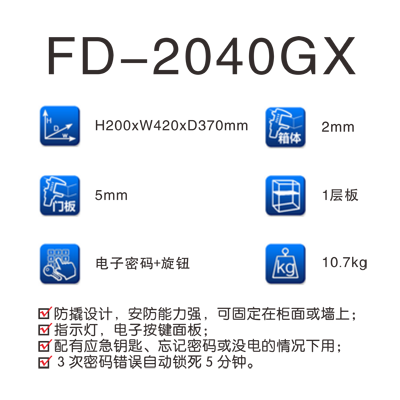 FD-2040GX
H200xW420xD370mm
箱体
2mm
门板
5mm
1层板
电子密码+旋钮
kg
10.7kg
防撬设计，安防能力强，可固定在柜面或墙上；
指示灯，电子按键面板；
配有应急钥匙、忘记密码或没电的情况下用；
3次密码错误自动锁死5分钟。